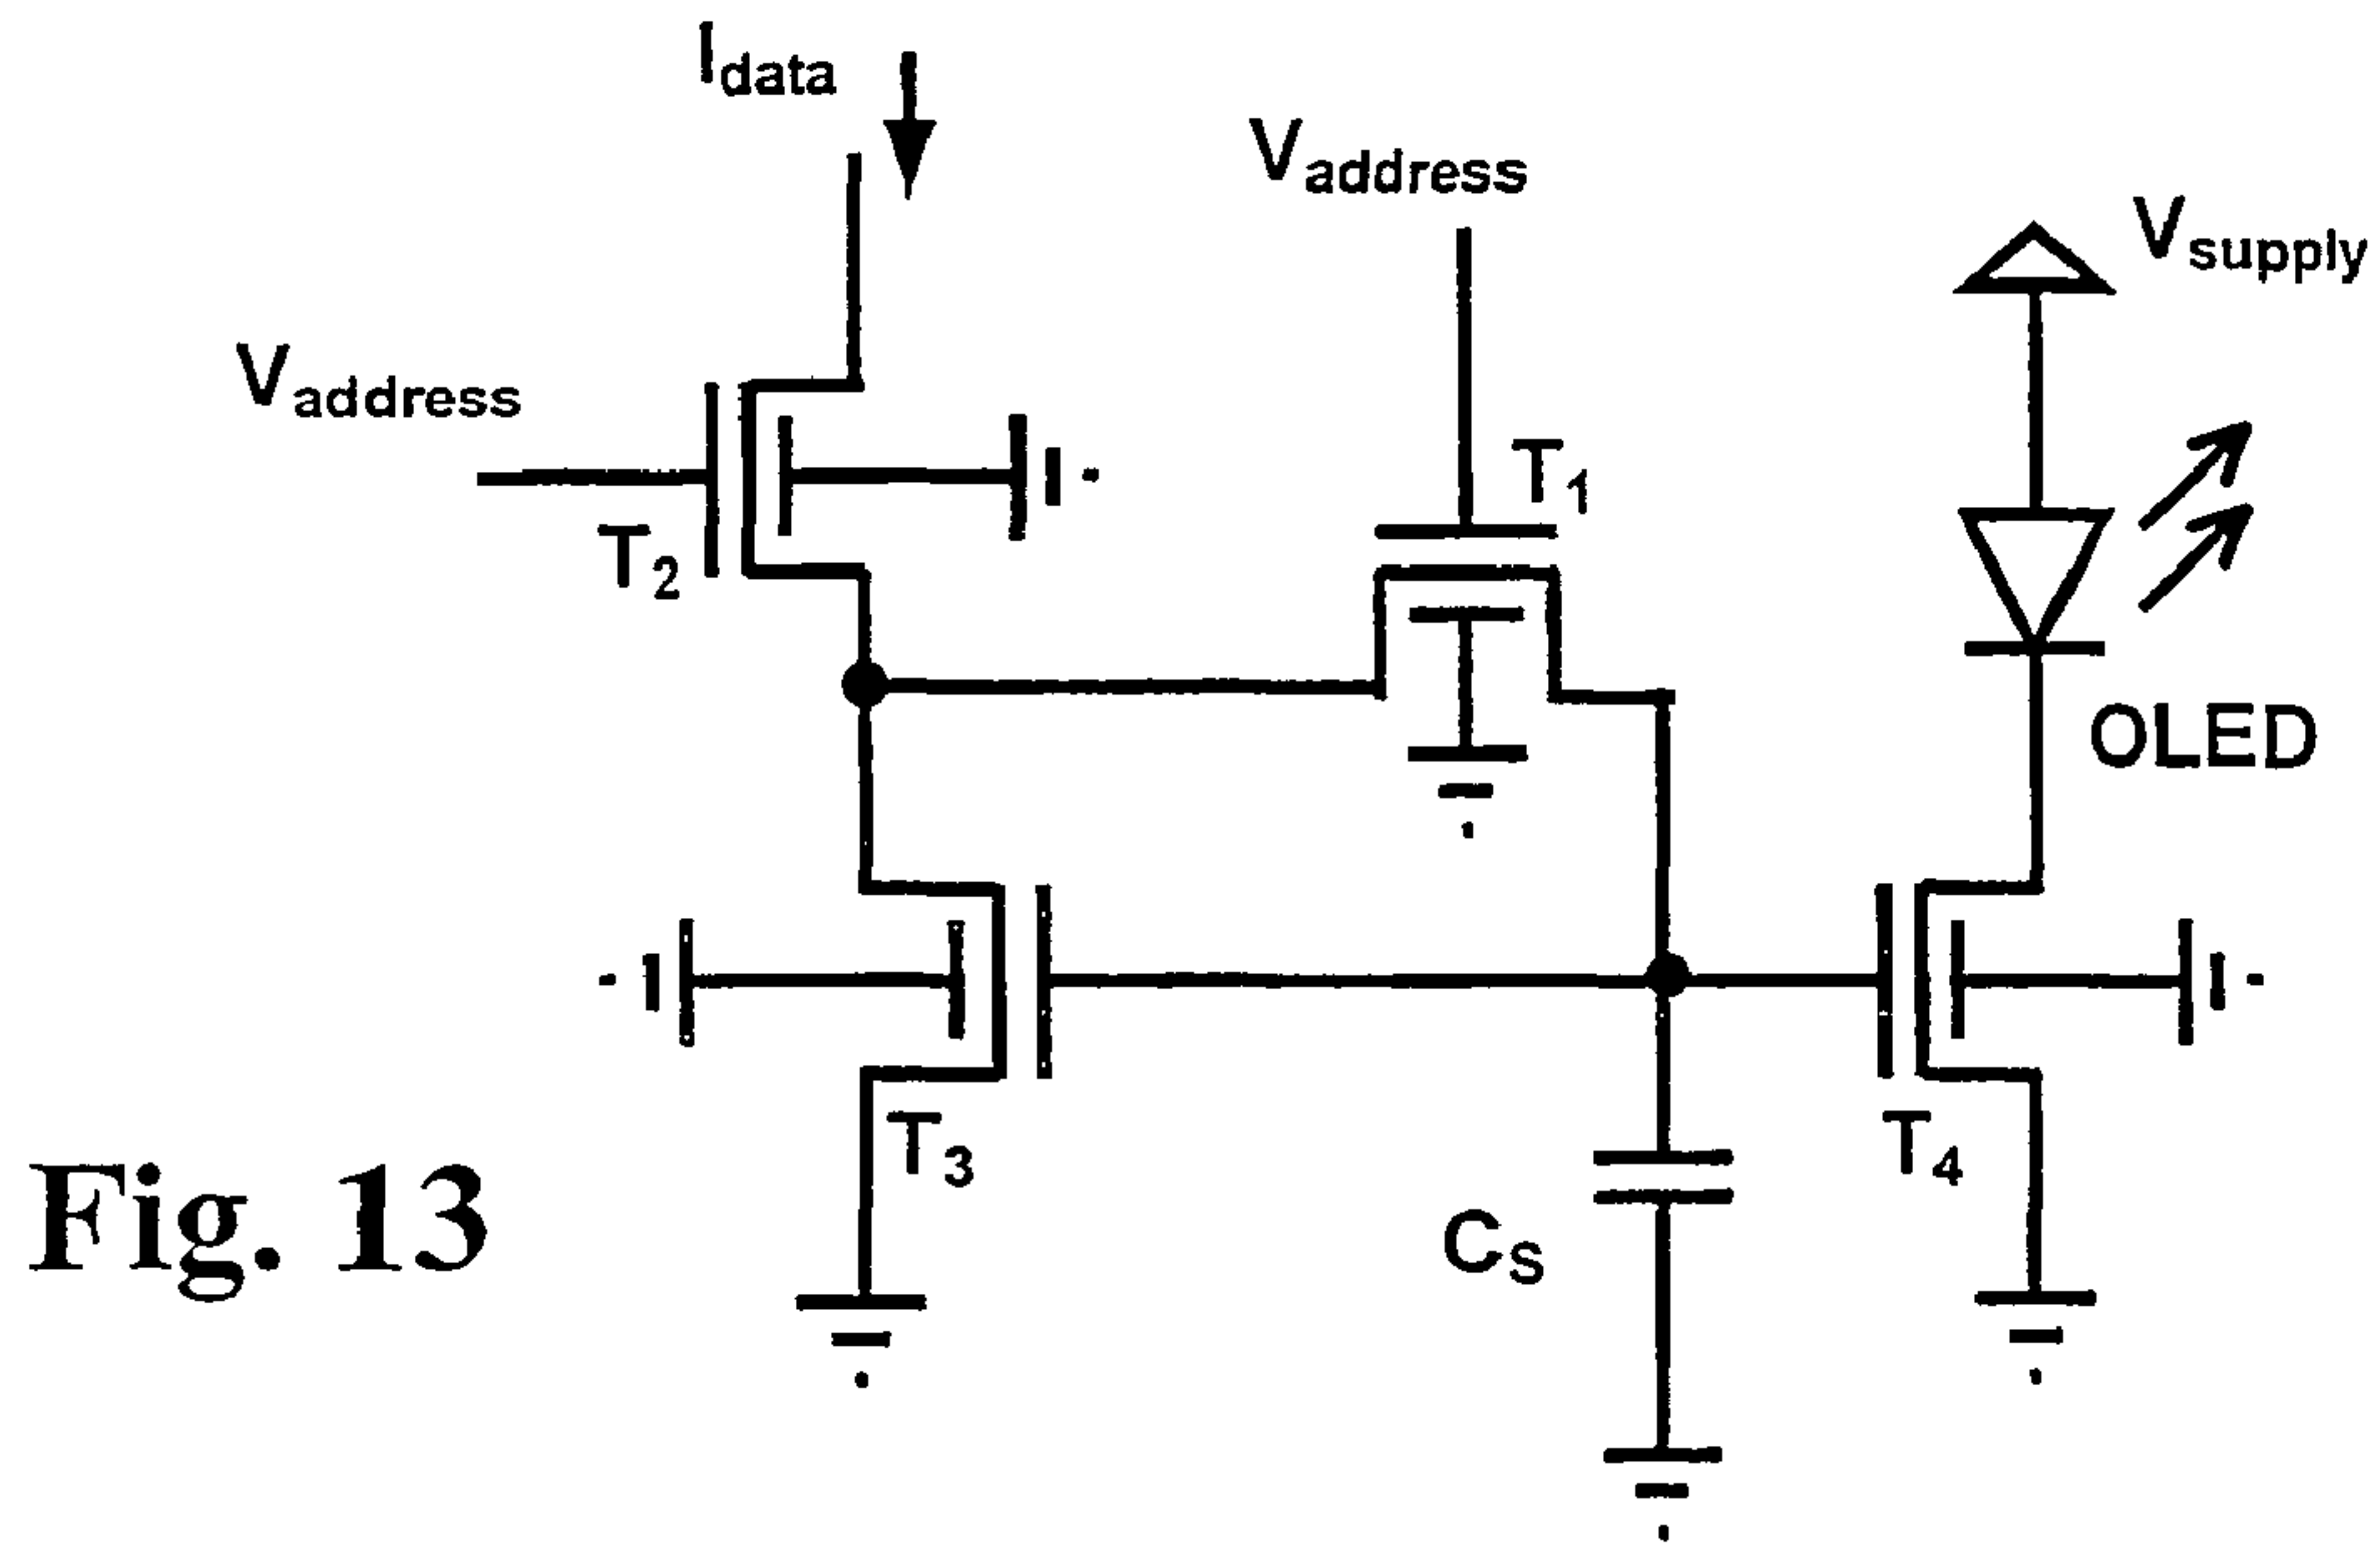 Idata
Vaddress
Vsupply
Vaddress
T1
T2
OLED
T3
T4
CS
Fig. 13